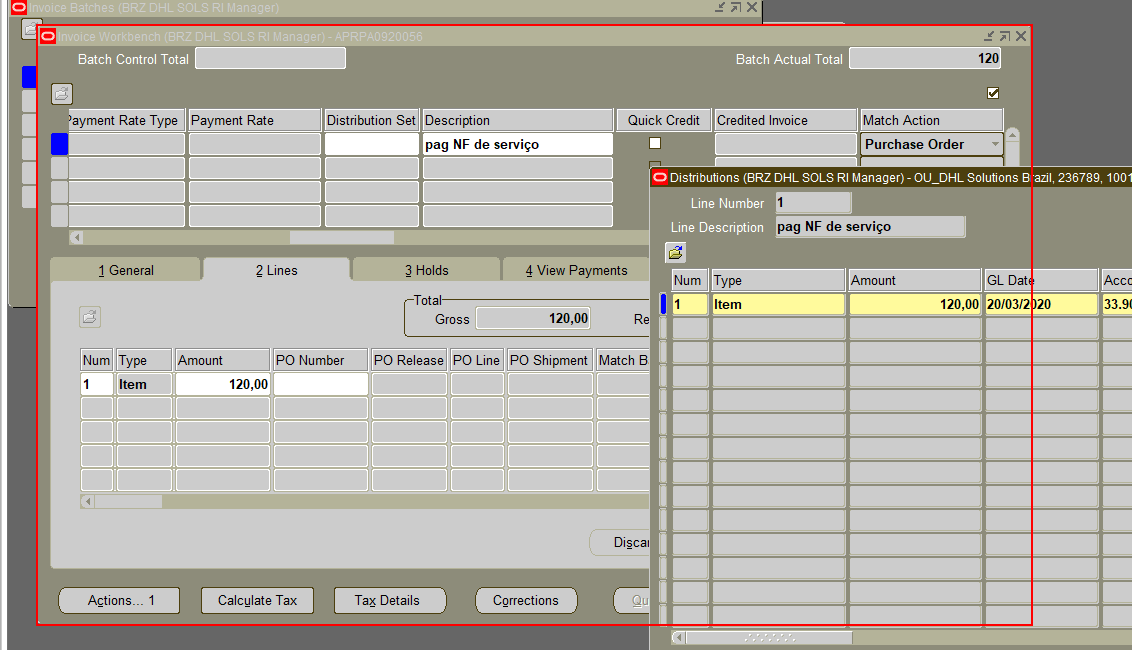 Invoice Batches (BRZ DHL SOLS RI Manager)
Invoice Workbench (BRZ DHL SOLS RI Manager) - APRPA0920056
Batch Control Total
Batch Actual Total 120
Payment Rate Type Payment Rate Distribution Set Description Quick Credit Credited Invoice Match Action
pag NF de serviço Purchase Order
Distributions (BRZ DHL SOLS RI Manager) - OU_DHL Solutions Brazil, 236789, 1001
Line Number 1
Line Description pag NF de serviço
1 General 2 Lines 3 Holds 4 View Payments
Num Type Amount GL Date Acco
1 Item 120,00 20/03/2020 33.90
Total
Gross 120,00 Re
Num Type Amount PO Number PO Release PO Line PO Shipment Match B
1 Item 120,00
Discar
Actions... 1 Calculate Tax Tax Details Corrections Qu